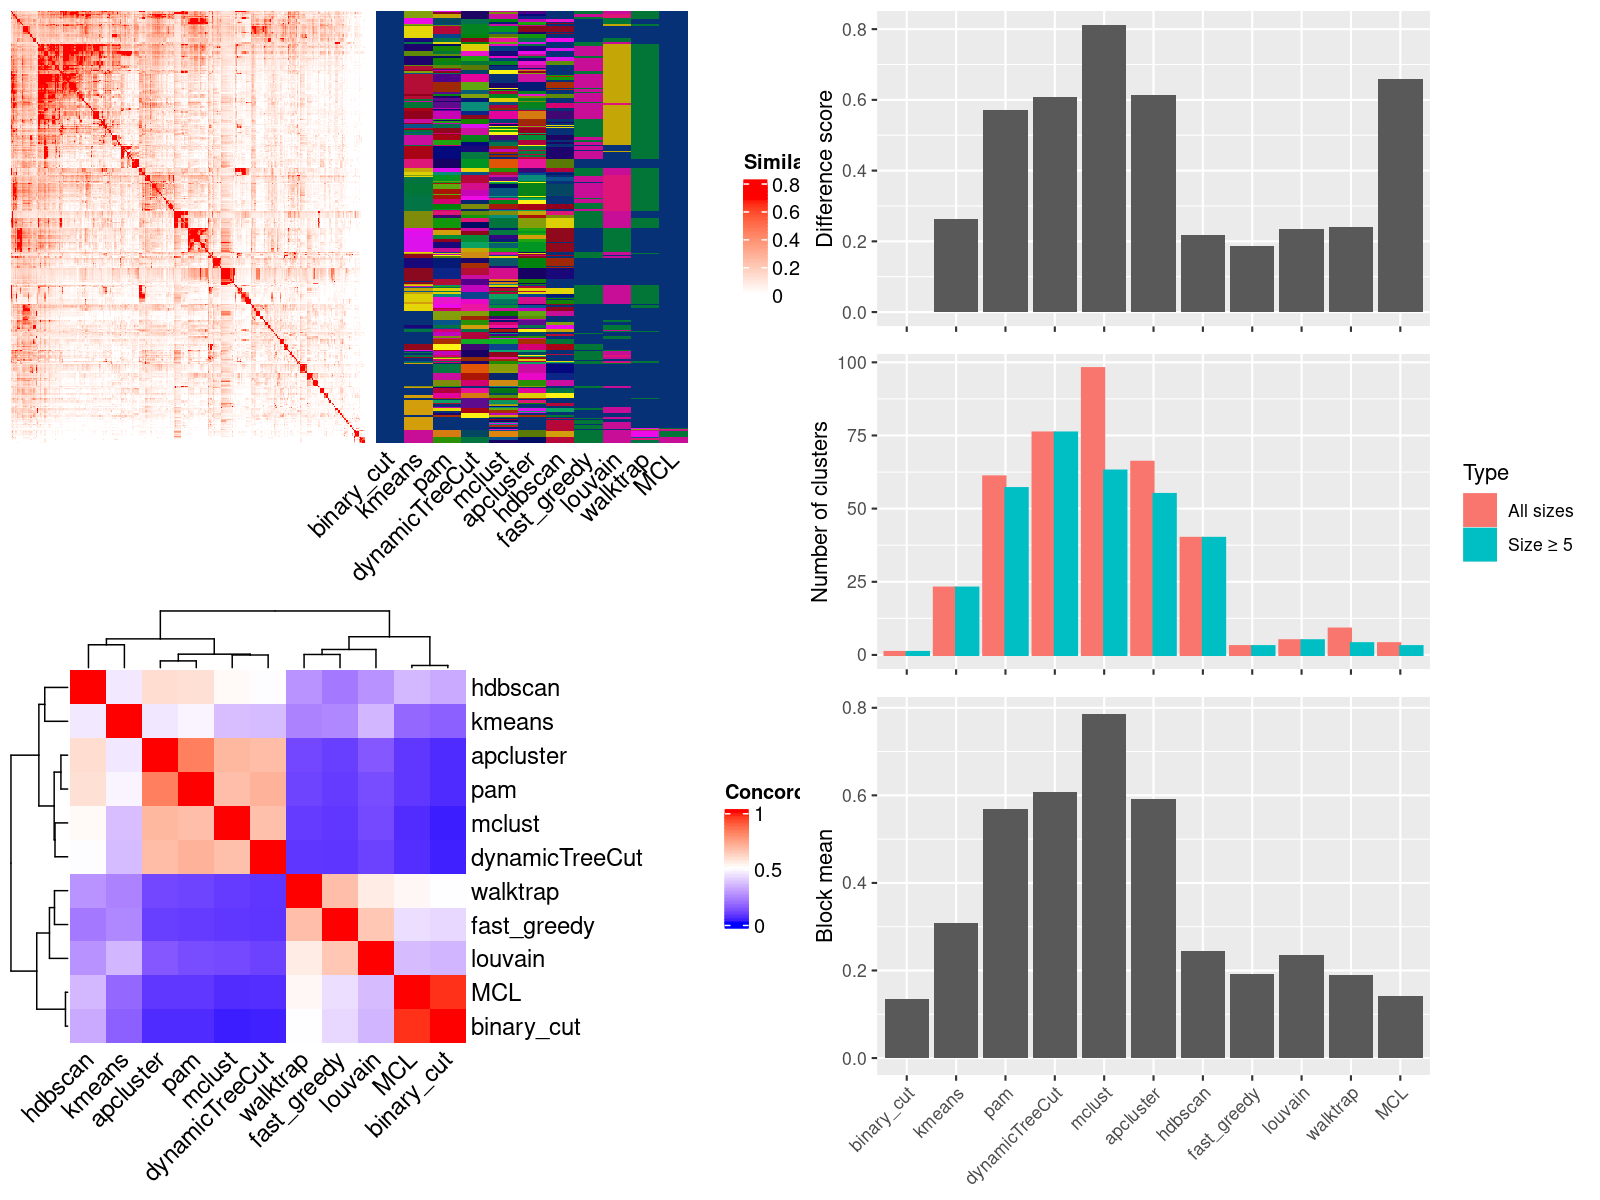 Simila
0.8
0.6
0.4
0.2
0
binary_cut
kmeans
pam
dynamicTreeCut
mclust
apcluster
hdbscan
fast_greedy
louvain
walktrap
MCL
hdbscan
kmeans
apcluster
pam
mclust
dynamicTreeCut
walktrap
fast_greedy
louvain
MCL
binary_cut
hdbscan
kmeans
apcluster
pam
mclust
dynamicTreeCut
walktrap
fast_greedy
louvain
MCL
binary_cut
Concord
1
0.5
0
Difference score
0.8
0.6
0.4
0.2
0.0
Number of clusters
100
75
50
25
0
Type
All sizes
Size ≥ 5
Block mean
0.8
0.6
0.4
0.2
0.0
binary_cut
kmeans
pam
dynamicTreeCut
mclust
apcluster
hdbscan
fast_greedy
louvain
walktrap
MCL